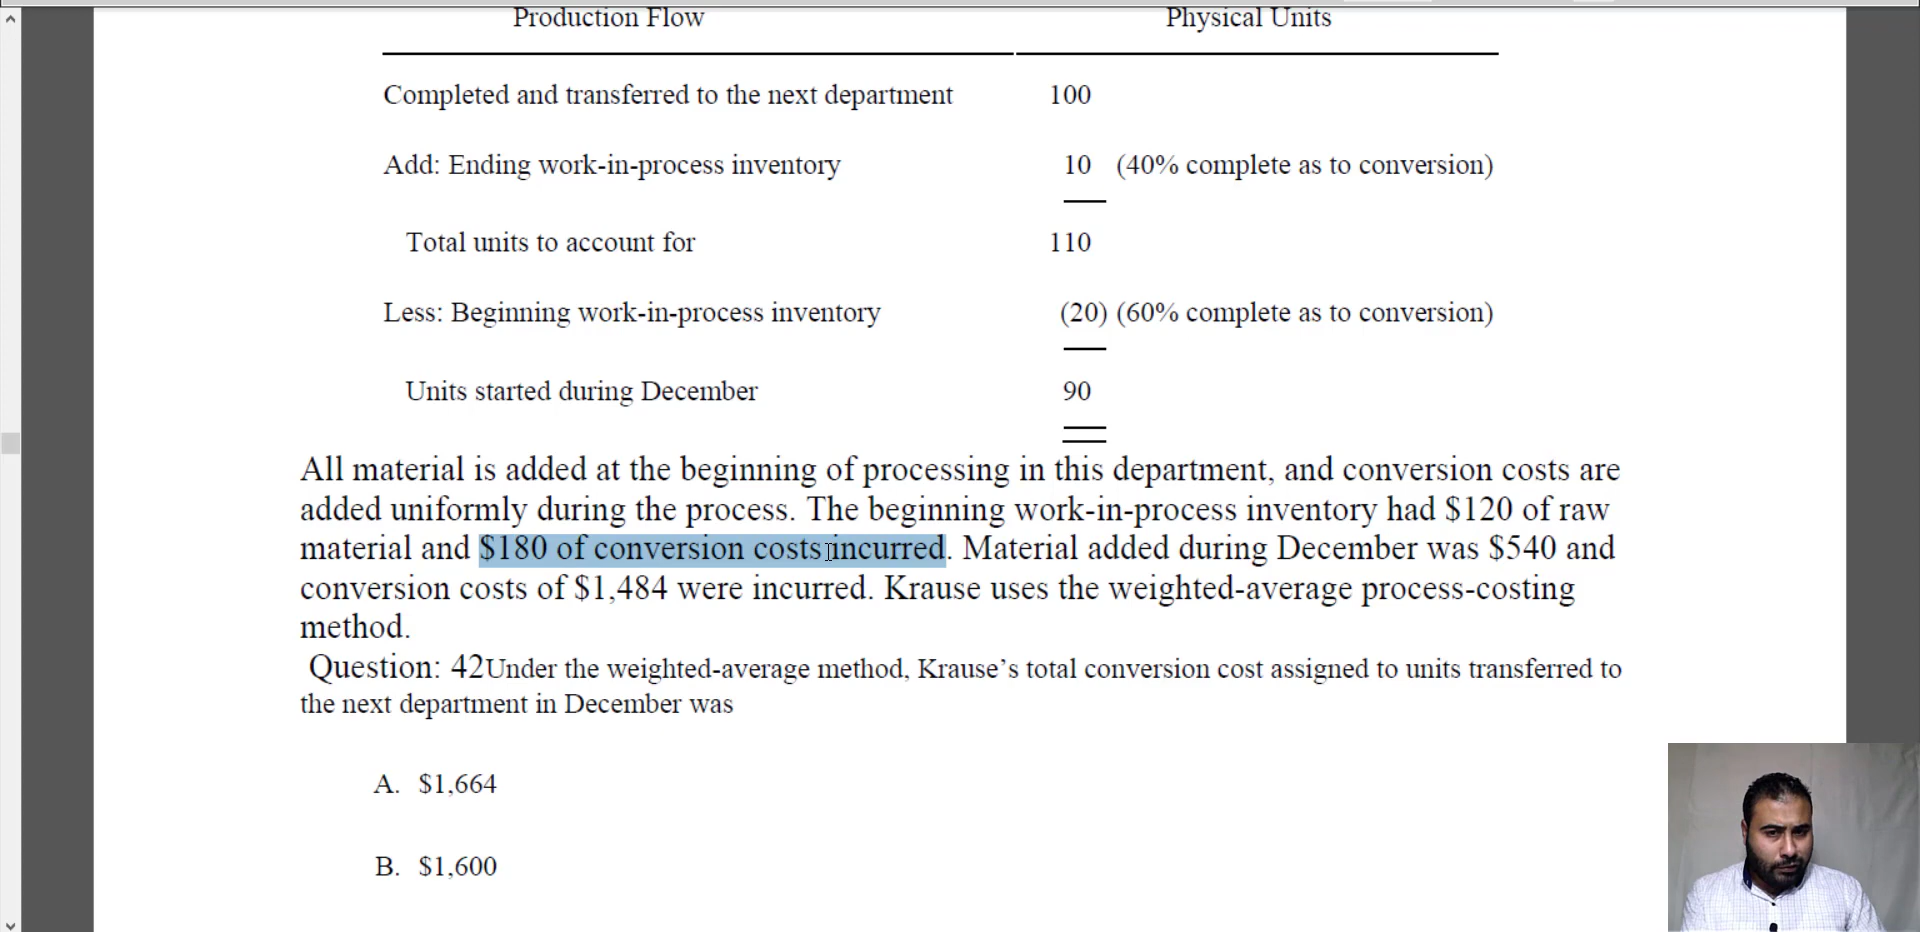 Production Flow Physical Units
Completed and transferred to the next department 100
Add: Ending work-in-process inventory 10 (40% complete as to conversion)
Total units to account for 110
Less: Beginning work-in-process inventory (20) (60% complete as to conversion)
Units started during December 90
All material is added at the beginning of processing in this department, and conversion costs are
added uniformly during the process. The beginning work-in-process inventory had $120 of raw
material and $180 of conversion costs incurred. Material added during December was $540 and
conversion costs of $1,484 were incurred. Krause uses the weighted-average process-costing
method.
Question: 42Under the weighted-average method, Krause’s total conversion cost assigned to units transferred to
the next department in December was
A. $1,664
B. $1,600